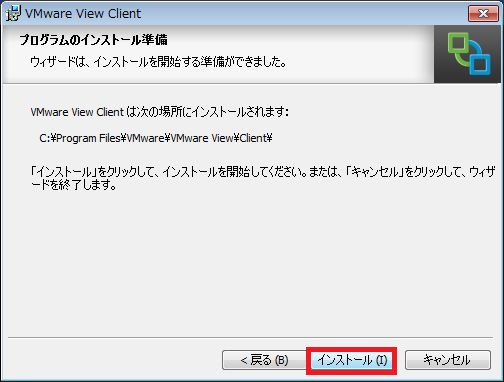 VMware View Client
プログラムのインストール準備
ウィザードは、インストールを開始する準備ができました。
VMware View Client は次の場所にインストールされます:
C:¥Program Files¥VMware¥VMware View¥Client¥
「インストール」をクリックして、インストールを開始してください。または、「キャンセル」をクリックして、ウィザ
ードを終了します。
< 戻る (B)
インストール (I)
キャンセル